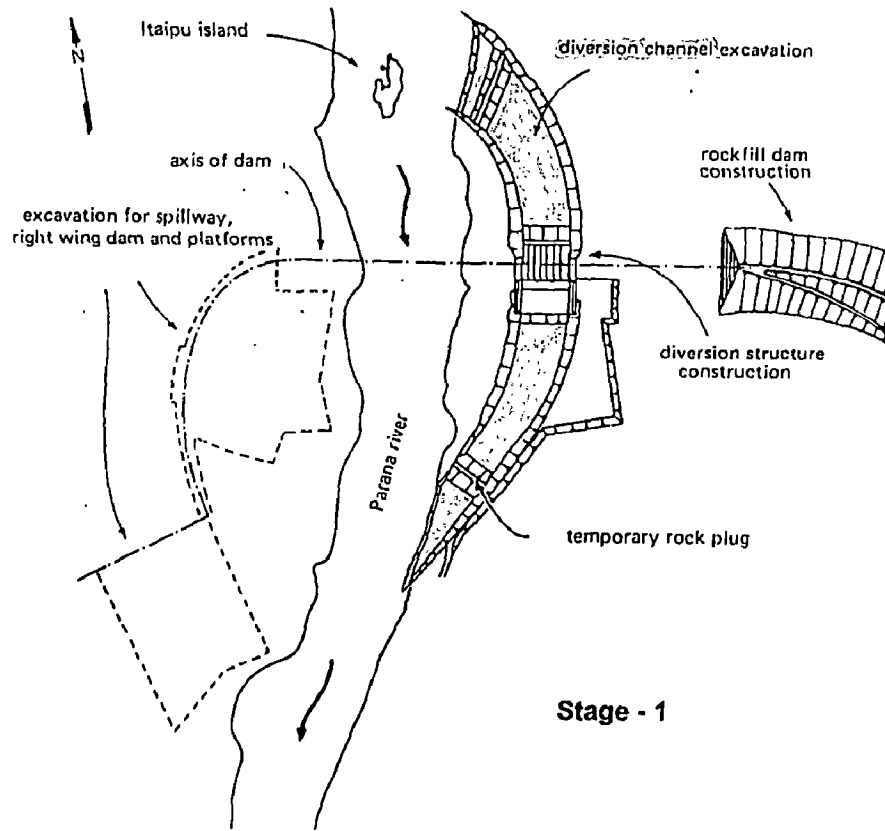 Itaipu island
diversion channel excavation
N
axis of dam
rockfill dam
construction
excavation for spillway,
right wing dam and platforms
diversion structure
construction
Parana river
temporary rock plug
Stage - 1